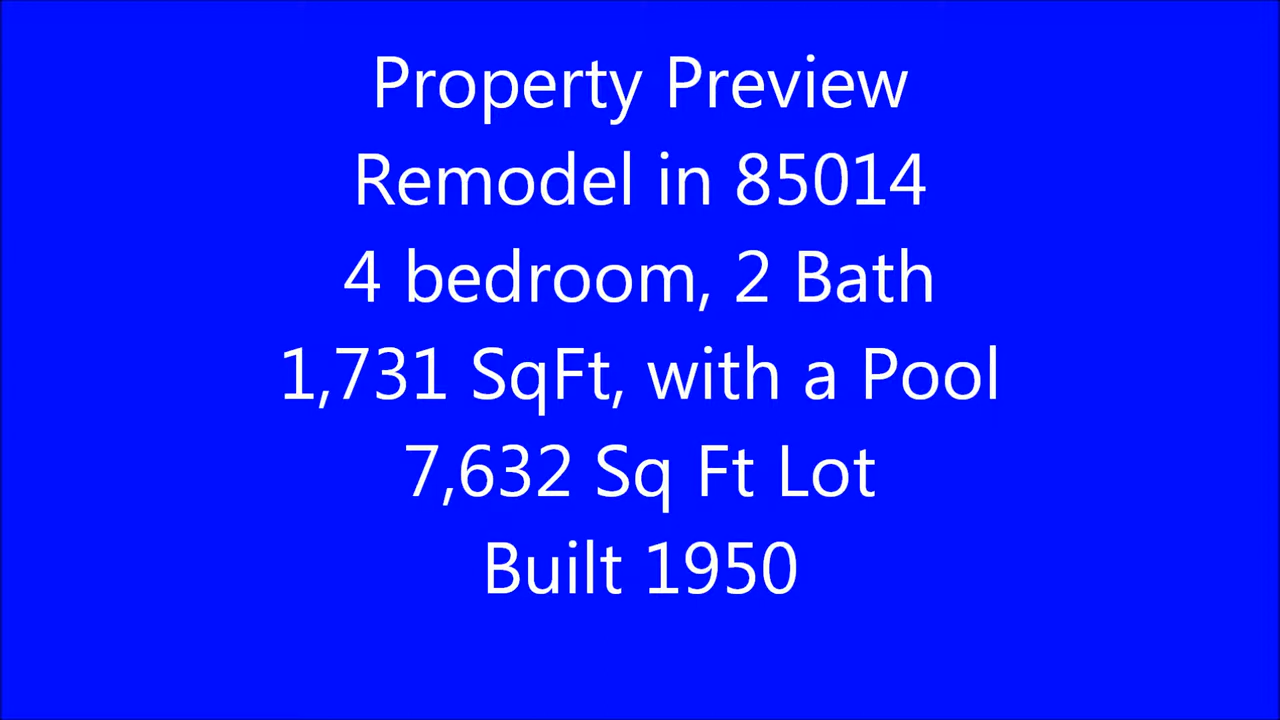 Property Preview
Remodel in 85014
4 bedroom, 2 Bath
1,731 SqFt, with a Pool
7,632 Sq Ft Lot
Built 1950